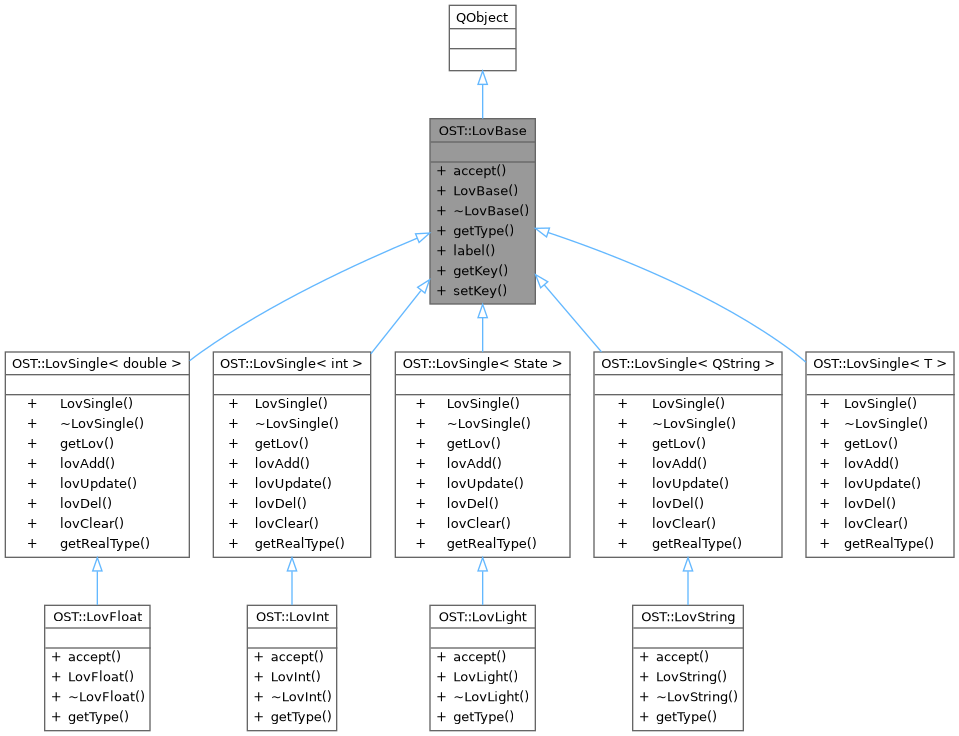 QObject
OST::LovBase
+ accept()
+ LovBase()
+ ~LovBase()
+ getType()
+ label()
+ getKey()
+ setKey()
OST::LovSingle< double >
+ LovSingle()
+ ~LovSingle()
+ getLov()
+ lovAdd()
+ lovUpdate()
+ lovDel()
+ lovClear()
+ getRealType()
OST::LovSingle< int >
+ LovSingle()
+ ~LovSingle()
+ getLov()
+ lovAdd()
+ lovUpdate()
+ lovDel()
+ lovClear()
+ getRealType()
OST::LovSingle< State >
+ LovSingle()
+ ~LovSingle()
+ getLov()
+ lovAdd()
+ lovUpdate()
+ lovDel()
+ lovClear()
+ getRealType()
OST::LovSingle< QString >
+ LovSingle()
+ ~LovSingle()
+ getLov()
+ lovAdd()
+ lovUpdate()
+ lovDel()
+ lovClear()
+ getRealType()
OST::LovSingle< T >
+ LovSingle()
+ ~LovSingle()
+ getLov()
+ lovAdd()
+ lovUpdate()
+ lovDel()
+ lovClear()
+ getRealType()
OST::LovFloat
+ accept()
+ LovFloat()
+ ~LovFloat()
+ getType()
OST::LovInt
+ accept()
+ LovInt()
+ ~LovInt()
+ getType()
OST::LovLight
+ accept()
+ LovLight()
+ ~LovLight()
+ getType()
OST::LovString
+ accept()
+ LovString()
+ ~LovString()
+ getType()